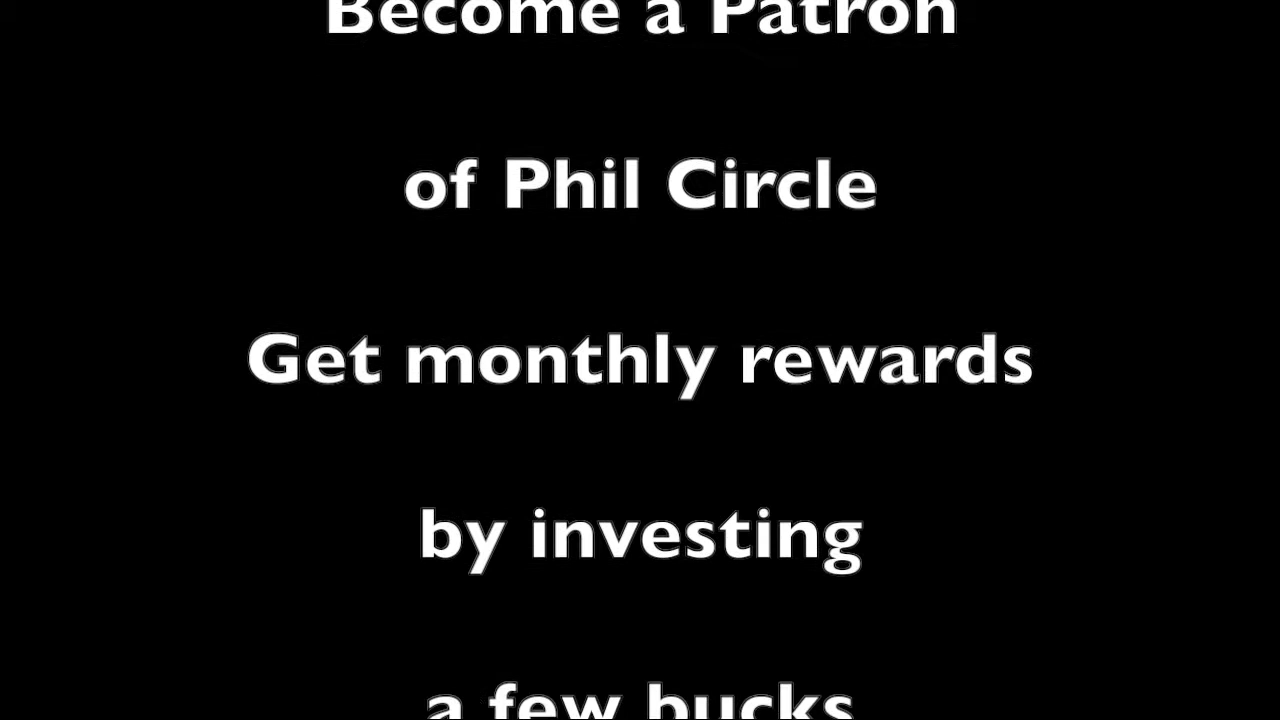 Become a Patron
of Phil Circle
Get monthly rewards
by investing
a few bucks